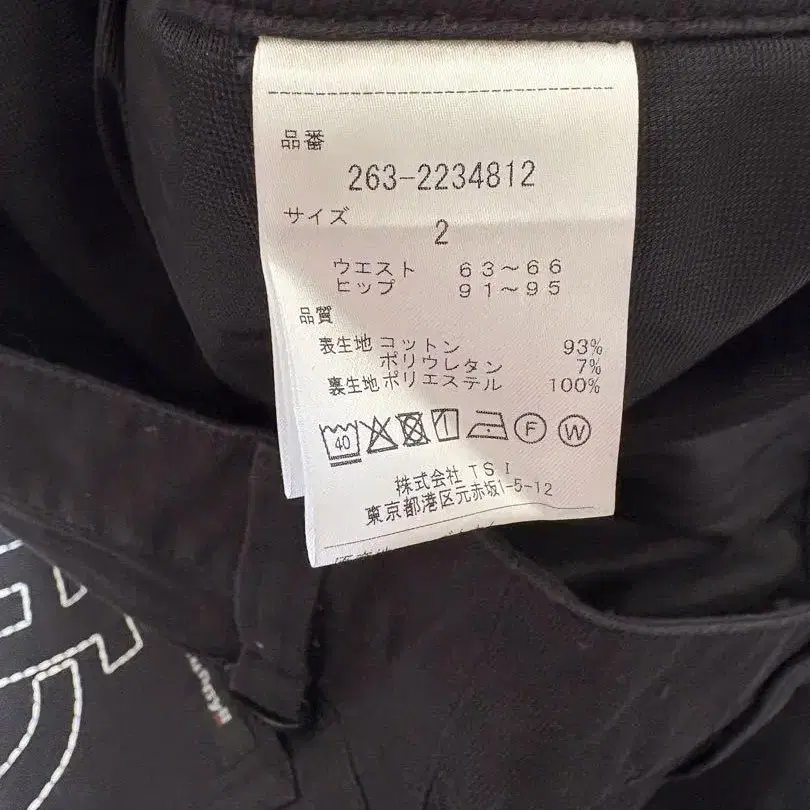 品番
263-2234812
サイズ
2
ウエスト 63～66
ヒップ 91～95
品質
表生地 コットン 93%
ポリウレタン 7%
裏生地 ポリエステル 100%
40 F W
株式会社 TSI
東京都港区元赤坂1-5-12